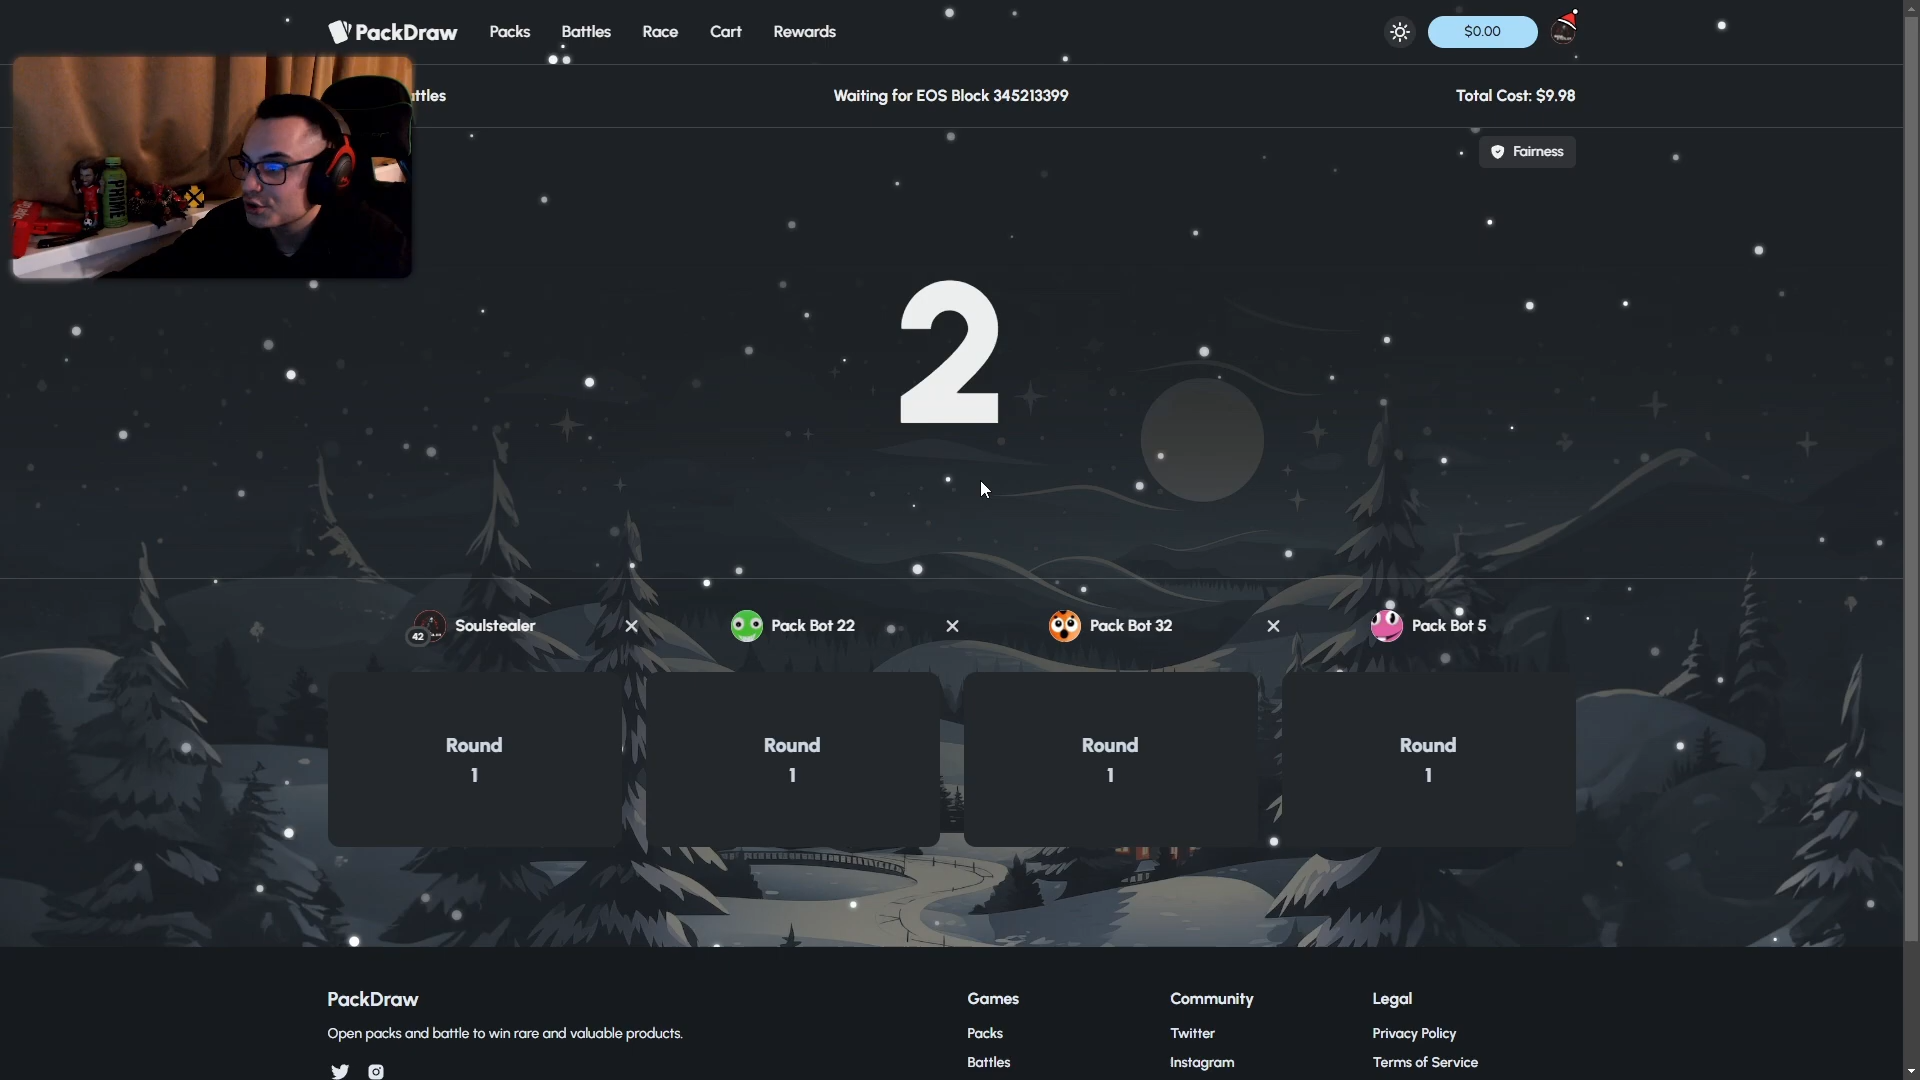 PackDraw
Packs
Battles
Race
Cart
Rewards
$0.00
ttles
Waiting for EOS Block 345213399
Total Cost: $9.98
Fairness
PRIME
2
42
Soulstealer
Pack Bot 22
Pack Bot 32
Pack Bot 5
Round
1
Round
1
Round
1
Round
1
PackDraw
Open packs and battle to win rare and valuable products.
Games
Packs
Battles
Community
Twitter
Instagram
Legal
Privacy Policy
Terms of Service